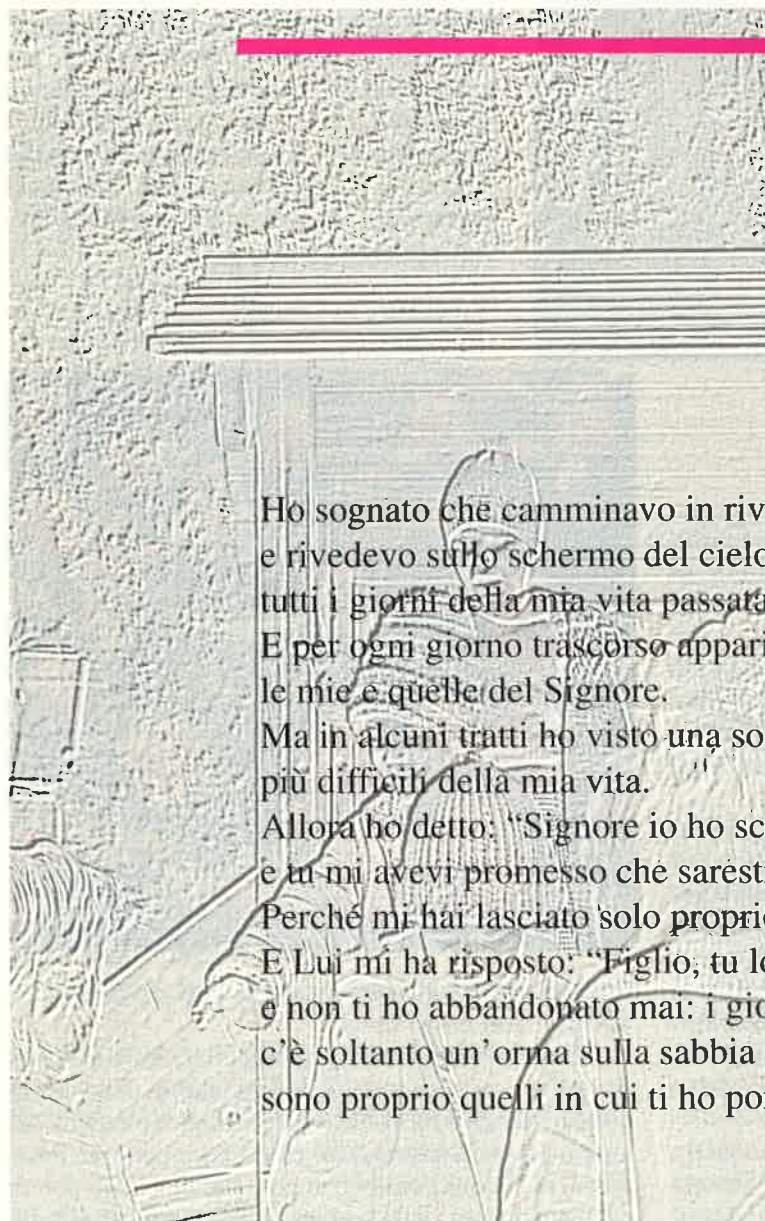 Ho sognato che camminavo in riv
e rivedevo sullo schermo del cielo
tutti i giorni della mia vita passata
E per ogni giorno trascorso appari
le mie e quelle del Signore.
Ma in alcuni tratti ho visto una so
più difficili della mia vita.
Allora ho detto: “Signore io ho sc
e tu mi avevi promesso che saresti
Perché mi hai lasciato solo propri
E Lui mi ha risposto: “Figlio, tu lo
e non ti ho abbandonato mai: i gio
c’è soltanto un’orma sulla sabbia
sono proprio quelli in cui ti ho por